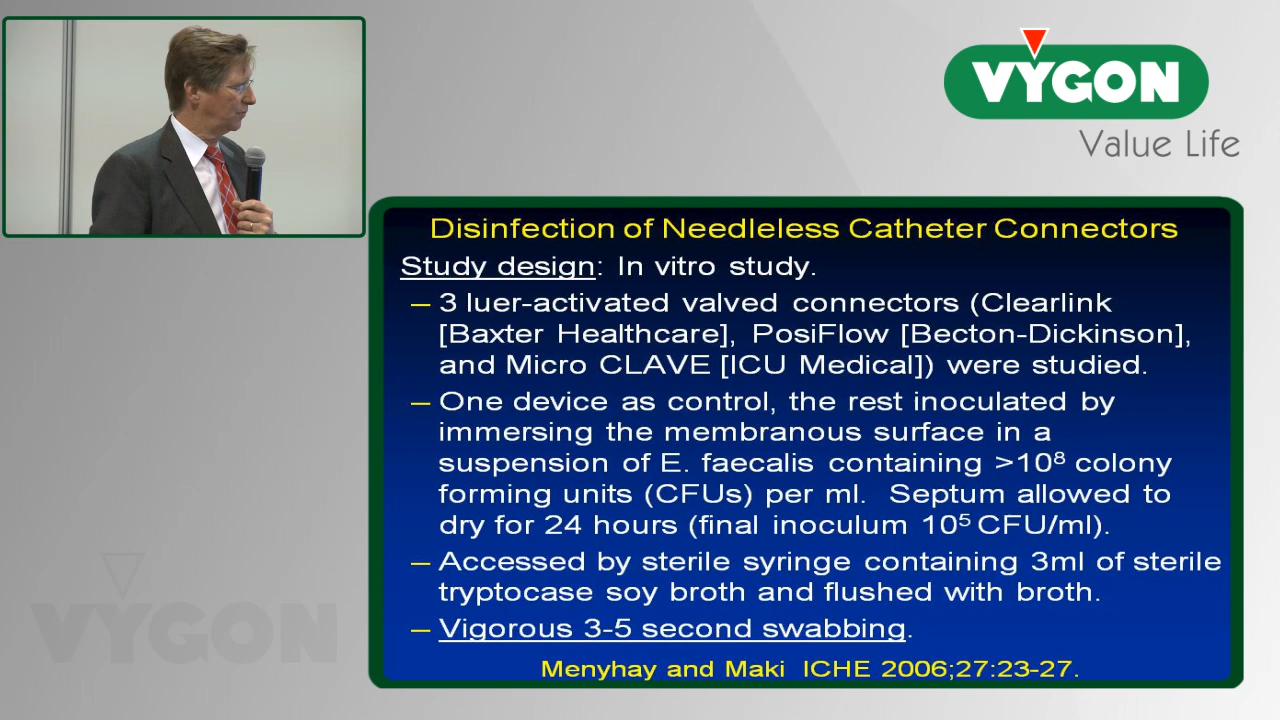 VYGON
Value Life
Disinfection of Needleless Catheter Connectors
Study design: In vitro study.
– 3 luer-activated valved connectors (Clearlink
[Baxter Healthcare], PosiFlow [Becton-Dickinson],
and Micro CLAVE [ICU Medical]) were studied.
– One device as control, the rest inoculated by
immersing the membranous surface in a
suspension of E. faecalis containing >10⁸ colony
forming units (CFUs) per ml. Septum allowed to
dry for 24 hours (final inoculum 10⁵ CFU/ml).
– Accessed by sterile syringe containing 3ml of sterile
tryptocase soy broth and flushed with broth.
– Vigorous 3-5 second swabbing.
Menyhay and Maki ICHE 2006;27:23-27.
VYGON